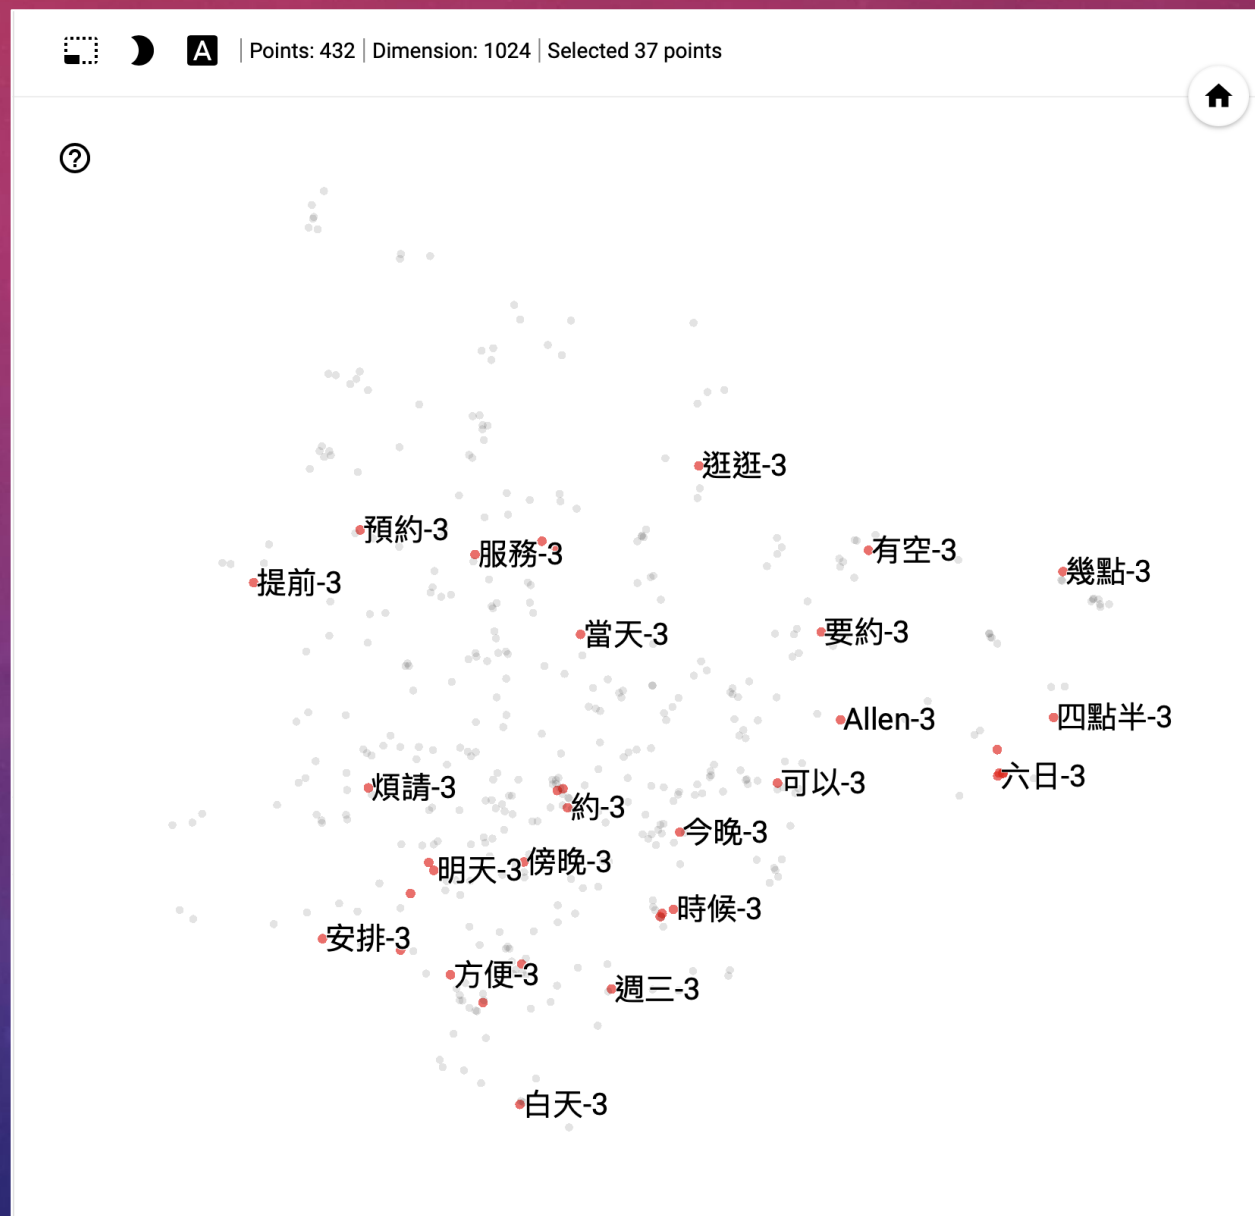 A | Points: 432 | Dimension: 1024 | Selected 37 points
?
逛逛-3
預約-3
服務-3
有空-3
幾點-3
提前-3
當天-3
要約-3
Allen-3
四點半-3
六日-3
可以-3
煩請-3
約-3
今晚-3
明天-3
傍晚-3
時候-3
安排-3
方便-3
週三-3
白天-3